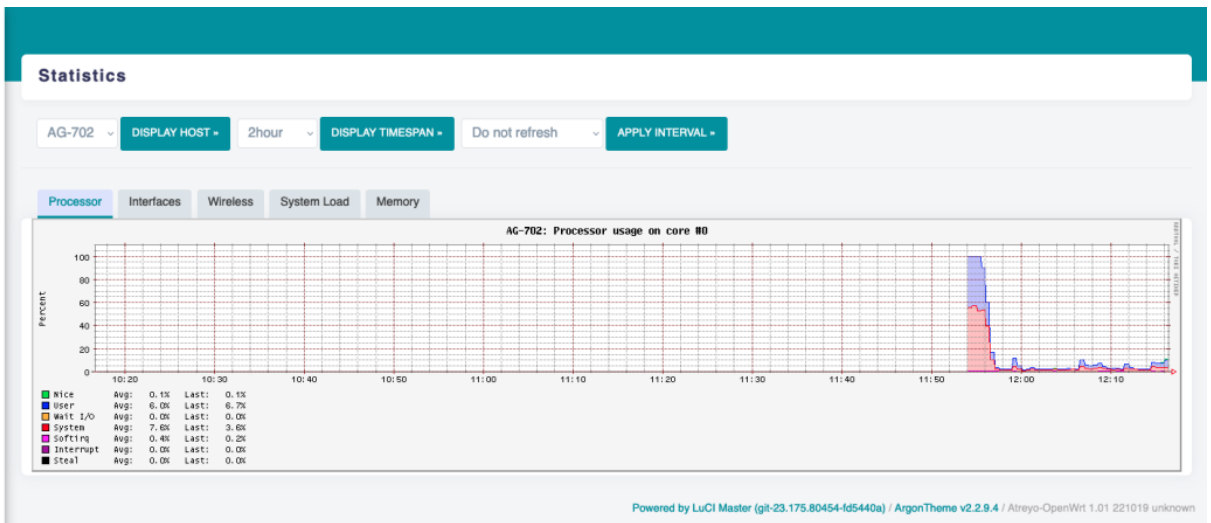 Statistics
AG-702 DISPLAY HOST » 2hour DISPLAY TIMESPAN » Do not refresh APPLY INTERVAL »
Processor Interfaces Wireless System Load Memory
AG-702: Processor usage on core #0
Percent
100
80
60
40
20
0
10:20 10:30 10:40 10:50 11:00 11:10 11:20 11:30 11:40 11:50 12:00 12:10
Nice Avg: 0.1% Last: 0.1%
User Avg: 6.0% Last: 6.7%
Wait I/O Avg: 0.0% Last: 0.0%
System Avg: 7.6% Last: 3.6%
Softirq Avg: 0.4% Last: 0.2%
Interrupt Avg: 0.0% Last: 0.0%
Steal Avg: 0.0% Last: 0.0%
Powered by LuCI Master (git-23.175.80454-fd5440a) / ArgonTheme v2.2.9.4 / Atreyo-OpenWrt 1.01 221019 unknown